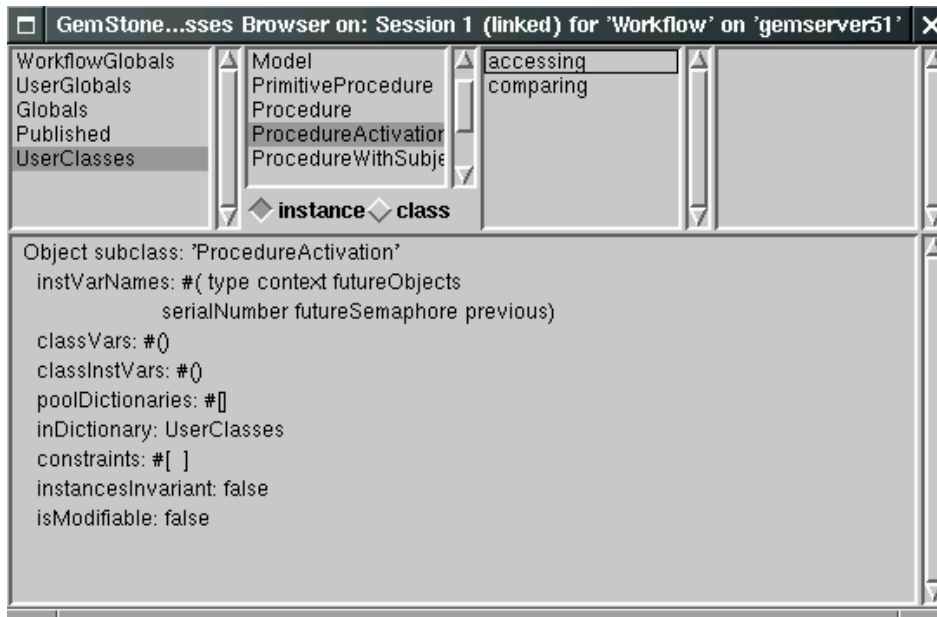 GemStone...sses Browser on: Session 1 (linked) for 'Workflow' on 'gemserver51'
WorkflowGlobals
UserGlobals
Globals
Published
UserClasses
Model
PrimitiveProcedure
Procedure
ProcedureActivation
ProcedureWithSubje
instance class
accessing
comparing
Object subclass: 'ProcedureActivation'
instVarNames: #( type context futureObjects
serialNumber futureSemaphore previous)
classVars: #()
classInstVars: #()
poolDictionaries: #[]
inDictionary: UserClasses
constraints: #[ ]
instancesInvariant: false
isModifiable: false